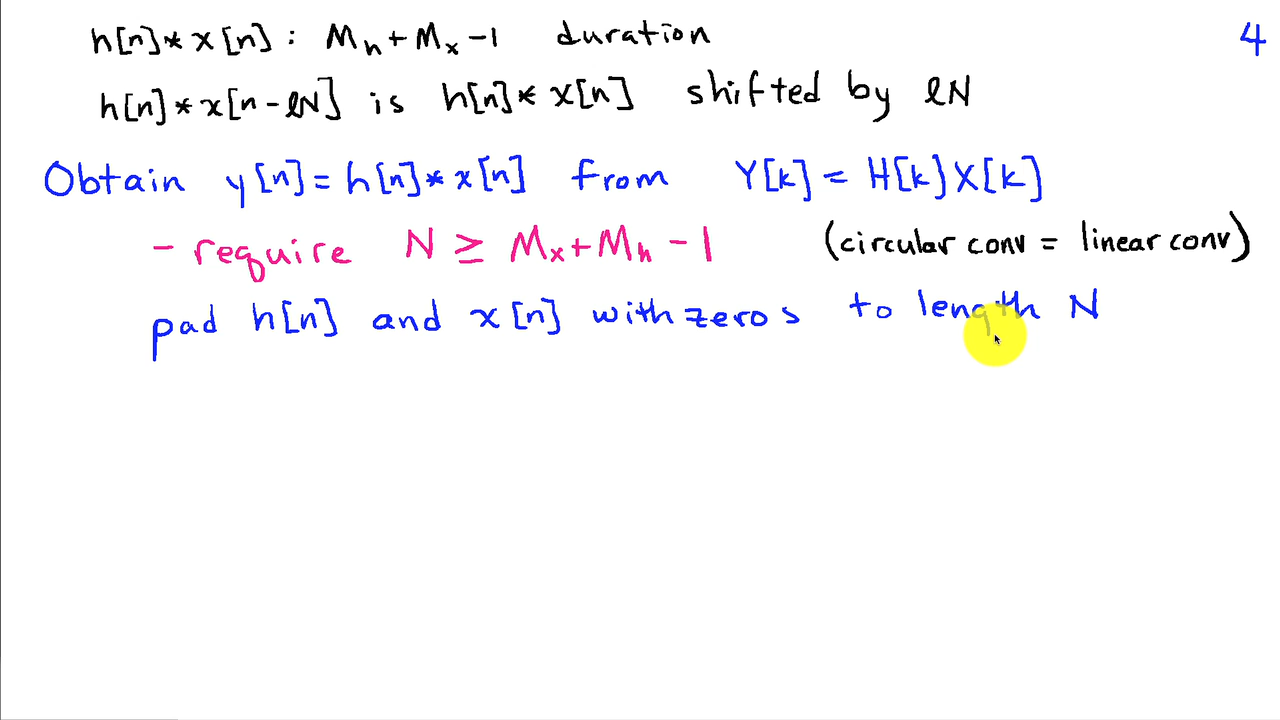 h[n]*x[n]: Mₕ+Mₓ-1 duration 4
h[n]*x[n-lN] is h[n]*x[n] shifted by lN
Obtain y[n]=h[n]*x[n] from Y[k]=H[k]X[k]
- require N ≥ Mₓ+Mₕ-1 (circular conv = linear conv)
pad h[n] and x[n] with zeros to length N